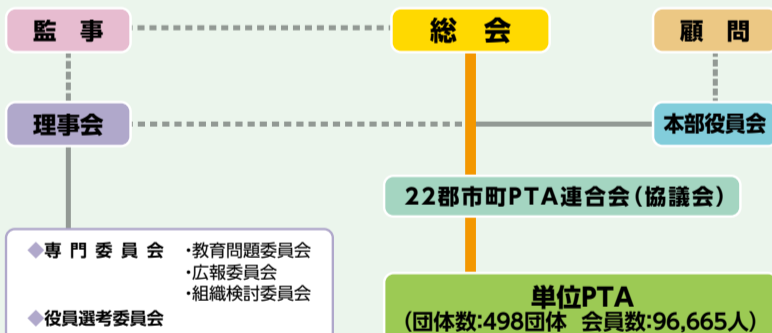 監事
総会
顧問
理事会
本部役員会
22郡市町PTA連合会(協議会)
◆専門委員会 ・教育問題委員会
・広報委員会
・組織検討委員会
◆役員選考委員会
単位PTA
(団体数:498団体 会員数:96,665人)